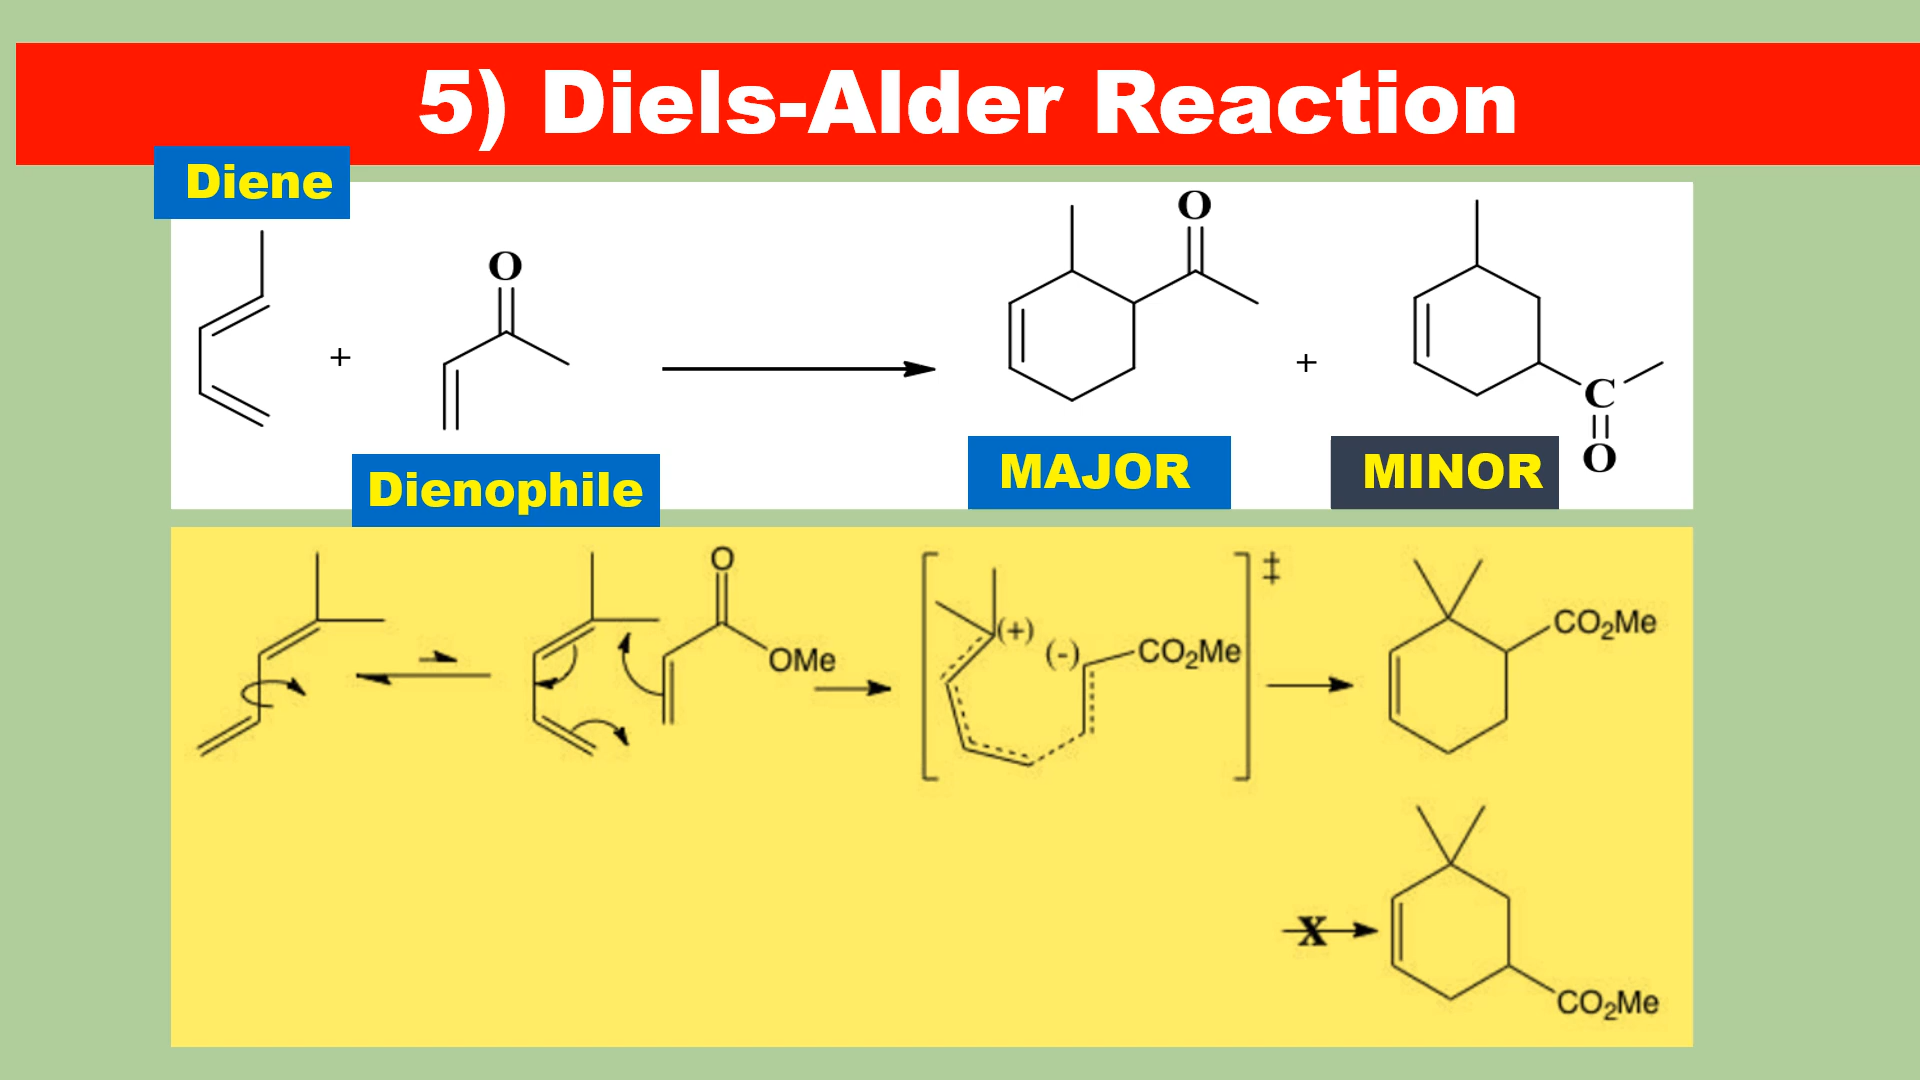 5) Diels-Alder Reaction
Diene
O
+
O
+
C
O
Dienophile
MAJOR
MINOR
O
OMe
(+)
(-)
CO₂Me
‡
CO₂Me
X
CO₂Me